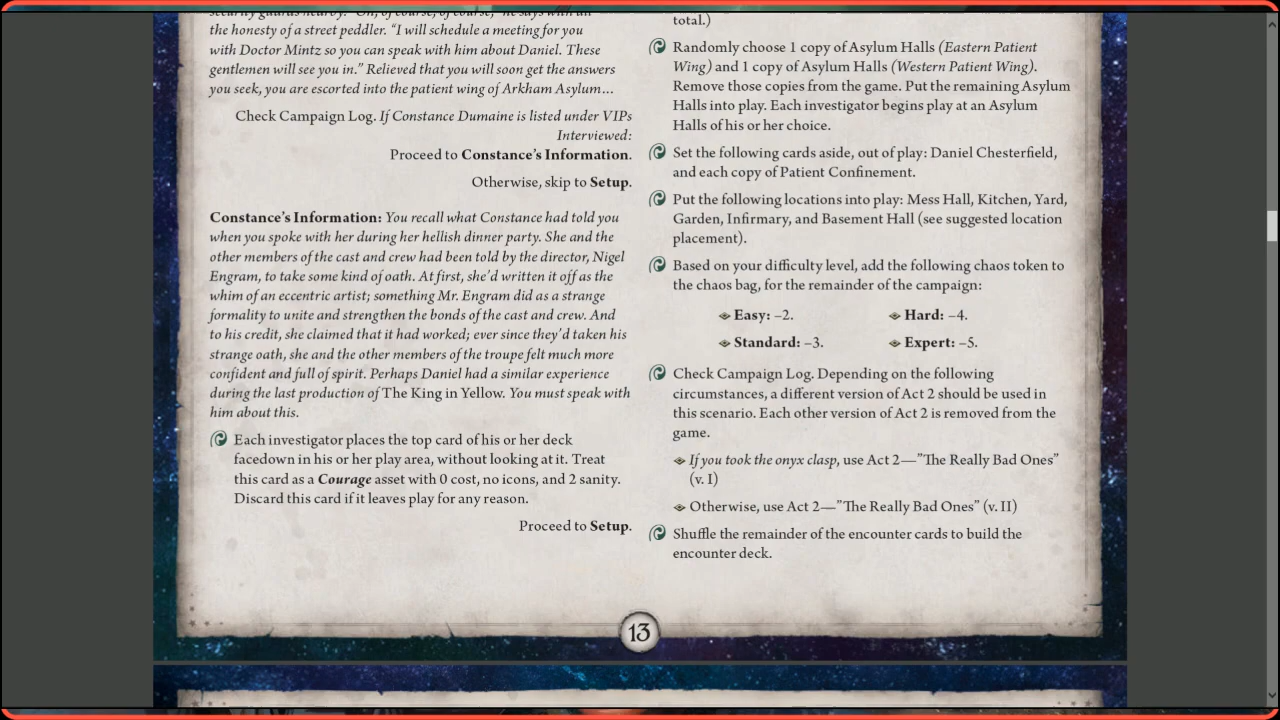 security guards nearby. "Oh, of course, of course," he says with all
the honesty of a street peddler. “I will schedule a meeting for you
with Doctor Mintz so you can speak with him about Daniel. These
gentlemen will see you in.” Relieved that you will soon get the answers
you seek, you are escorted into the patient wing of Arkham Asylum…
Check Campaign Log. If Constance Dumaine is listed under VIPs
Interviewed:
Proceed to Constance’s Information.
Otherwise, skip to Setup.
Constance’s Information: You recall what Constance had told you
when you spoke with her during her hellish dinner party. She and the
other members of the cast and crew had been told by the director, Nigel
Engram, to take some kind of oath. At first, she’d written it off as the
whim of an eccentric artist; something Mr. Engram did as a strange
formality to unite and strengthen the bonds of the cast and crew. And
to his credit, she claimed that it had worked; ever since they’d taken his
strange oath, she and the other members of the troupe felt much more
confident and full of spirit. Perhaps Daniel had a similar experience
during the last production of The King in Yellow. You must speak with
him about this.
Each investigator places the top card of his or her deck
facedown in his or her play area, without looking at it. Treat
this card as a Courage asset with 0 cost, no icons, and 2 sanity.
Discard this card if it leaves play for any reason.
Proceed to Setup.
total.)
Randomly choose 1 copy of Asylum Halls (Eastern Patient
Wing) and 1 copy of Asylum Halls (Western Patient Wing).
Remove those copies from the game. Put the remaining Asylum
Halls into play. Each investigator begins play at an Asylum
Halls of his or her choice.
Set the following cards aside, out of play: Daniel Chesterfield,
and each copy of Patient Confinement.
Put the following locations into play: Mess Hall, Kitchen, Yard,
Garden, Infirmary, and Basement Hall (see suggested location
placement).
Based on your difficulty level, add the following chaos token to
the chaos bag, for the remainder of the campaign:
Easy: –2. Hard: –4.
Standard: –3. Expert: –5.
Check Campaign Log. Depending on the following
circumstances, a different version of Act 2 should be used in
this scenario. Each other version of Act 2 is removed from the
game.
If you took the onyx clasp, use Act 2—”The Really Bad Ones”
(v. I)
Otherwise, use Act 2—”The Really Bad Ones” (v. II)
Shuffle the remainder of the encounter cards to build the
encounter deck.
13